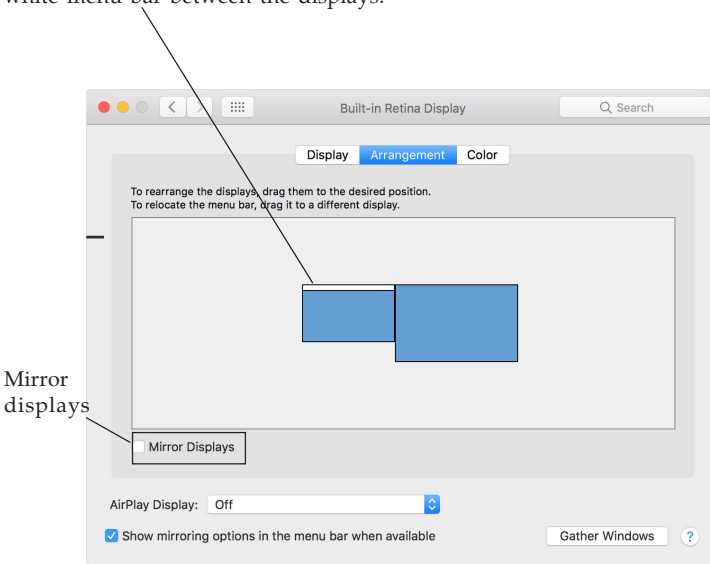 white menu bar between the displays.
Built-in Retina Display
Search
Display Arrangement Color
To rearrange the displays, drag them to the desired position.
To relocate the menu bar, drag it to a different display.
Mirror
displays
Mirror Displays
AirPlay Display: Off
Show mirroring options in the menu bar when available
Gather Windows ?